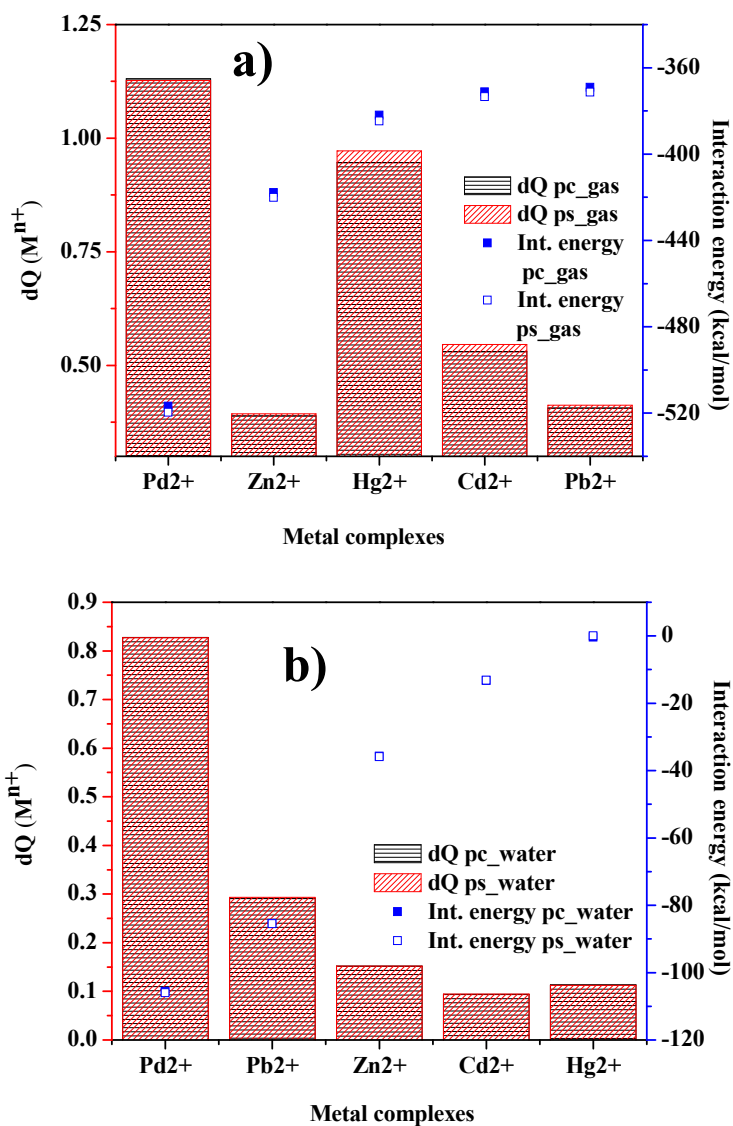 a)
1.25
1.00
0.75
0.50
dQ (Mⁿ⁺)
-360
-400
-440
-480
-520
Interaction energy (kcal/mol)
dQ pc_gas
dQ ps_gas
Int. energy
pc_gas
Int. energy
ps_gas
Pd2+ Zn2+ Hg2+ Cd2+ Pb2+
Metal complexes
b)
0.9
0.8
0.7
0.6
0.5
0.4
0.3
0.2
0.1
0.0
dQ (Mⁿ⁺)
0
-20
-40
-60
-80
-100
-120
Interaction energy (kcal/mol)
dQ pc_water
dQ ps_water
Int. energy pc_water
Int. energy ps_water
Pd2+ Pb2+ Zn2+ Cd2+ Hg2+
Metal complexes